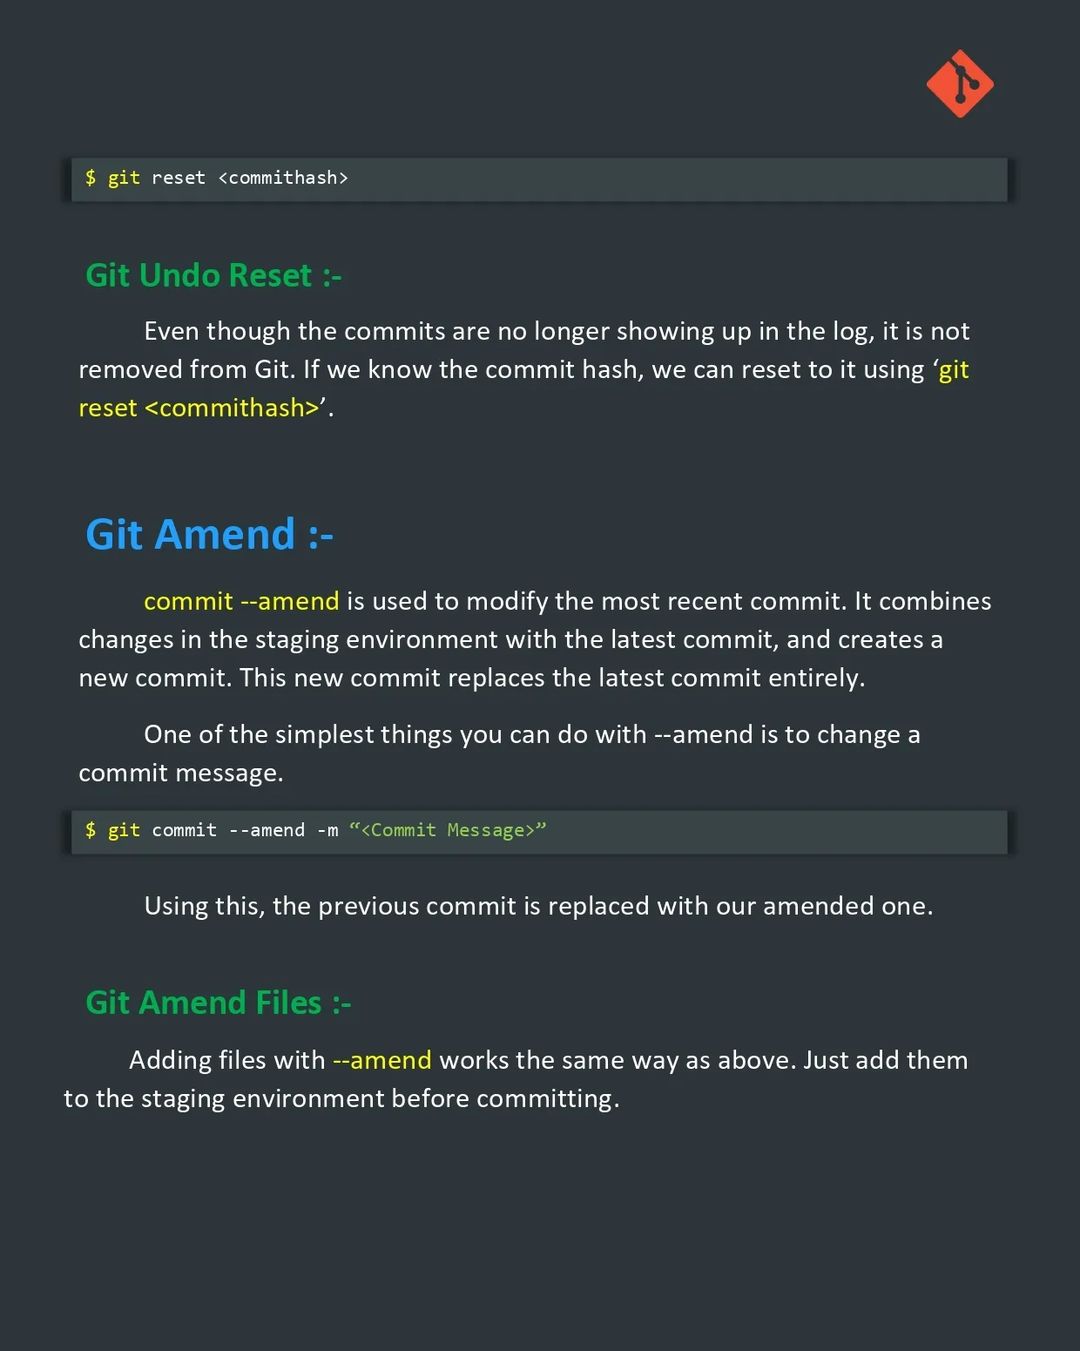 $ git reset <commithash>
Git Undo Reset :-
Even though the commits are no longer showing up in the log, it is not
removed from Git. If we know the commit hash, we can reset to it using ‘git
reset <commithash>’.
Git Amend :-
commit --amend is used to modify the most recent commit. It combines
changes in the staging environment with the latest commit, and creates a
new commit. This new commit replaces the latest commit entirely.
One of the simplest things you can do with --amend is to change a
commit message.
$ git commit --amend -m “<Commit Message>”
Using this, the previous commit is replaced with our amended one.
Git Amend Files :-
Adding files with --amend works the same way as above. Just add them
to the staging environment before committing.